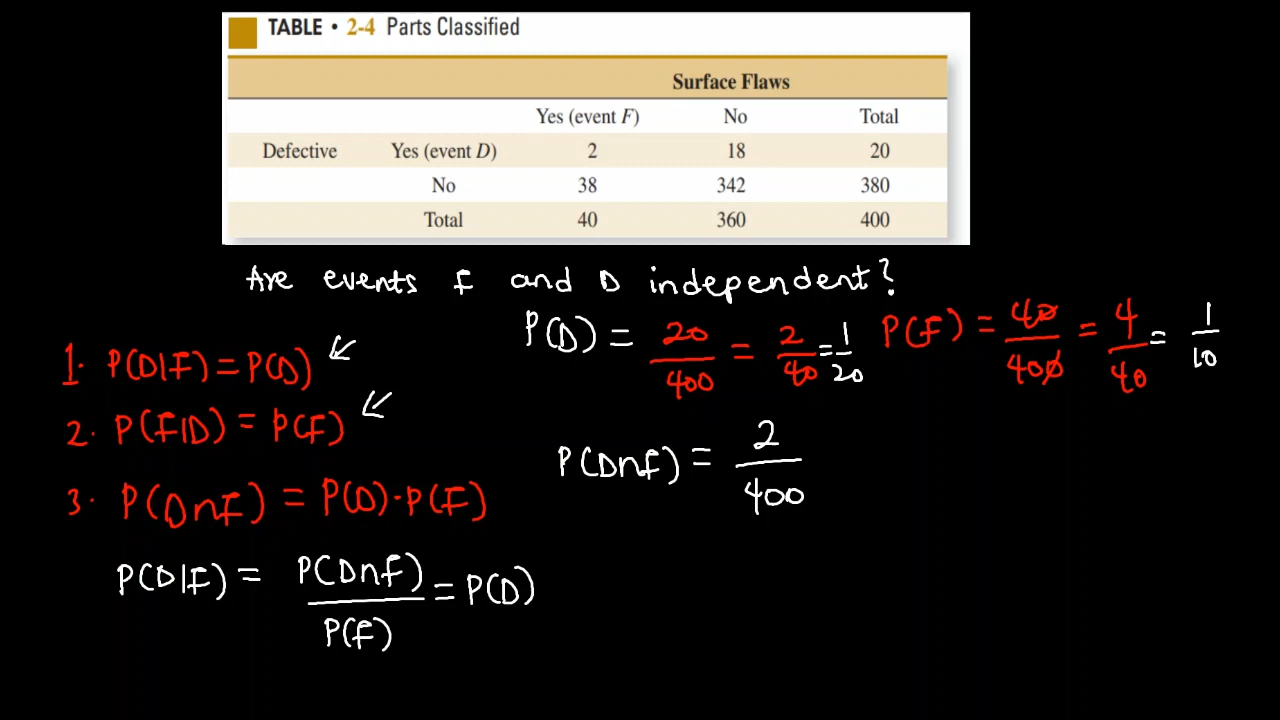 TABLE • 2-4 Parts Classified
Surface Flaws
Yes (event F) No Total
Defective Yes (event D) 2 18 20
No 38 342 380
Total 40 360 400
Are events F and D independent?
1. P(D|F) = P(D)
2. P(F|D) = P(F)
3. P(D∩F) = P(D)·P(F)
P(D|F) = P(D∩F)/P(F) = P(D)
P(D) = 20/400 = 2/40 = 1/20
P(F) = 40/400 = 4/40 = 1/10
P(D∩F) = 2/400